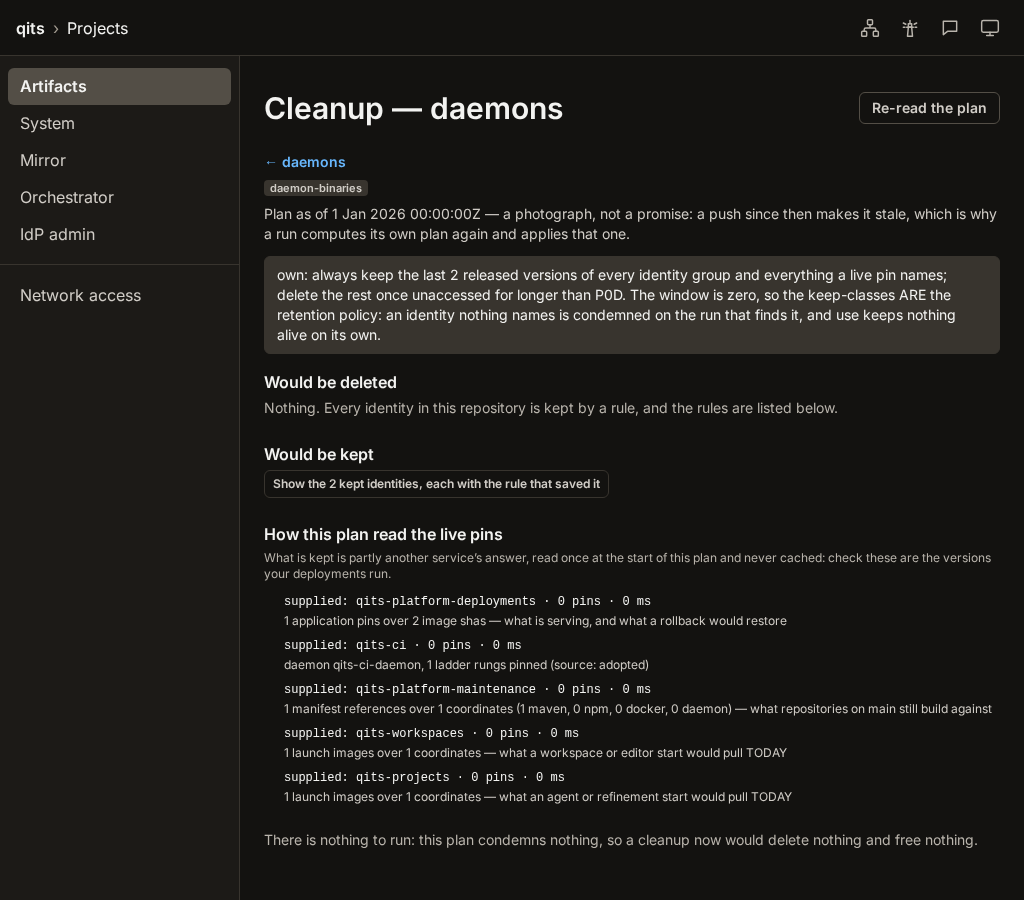 qits › Projects
Artifacts
System
Mirror
Orchestrator
IdP admin
Network access
Cleanup — daemons
Re-read the plan
← daemons
daemon-binaries
Plan as of 1 Jan 2026 00:00:00Z — a photograph, not a promise: a push since then makes it stale, which is why
a run computes its own plan again and applies that one.
own: always keep the last 2 released versions of every identity group and everything a live pin names;
delete the rest once unaccessed for longer than P0D. The window is zero, so the keep-classes ARE the
retention policy: an identity nothing names is condemned on the run that finds it, and use keeps nothing
alive on its own.
Would be deleted
Nothing. Every identity in this repository is kept by a rule, and the rules are listed below.
Would be kept
Show the 2 kept identities, each with the rule that saved it
How this plan read the live pins
What is kept is partly another service’s answer, read once at the start of this plan and never cached: check these are the versions
your deployments run.
supplied: qits-platform-deployments · 0 pins · 0 ms
1 application pins over 2 image shas — what is serving, and what a rollback would restore
supplied: qits-ci · 0 pins · 0 ms
daemon qits-ci-daemon, 1 ladder rungs pinned (source: adopted)
supplied: qits-platform-maintenance · 0 pins · 0 ms
1 manifest references over 1 coordinates (1 maven, 0 npm, 0 docker, 0 daemon) — what repositories on main still build against
supplied: qits-workspaces · 0 pins · 0 ms
1 launch images over 1 coordinates — what a workspace or editor start would pull TODAY
supplied: qits-projects · 0 pins · 0 ms
1 launch images over 1 coordinates — what an agent or refinement start would pull TODAY
There is nothing to run: this plan condemns nothing, so a cleanup now would delete nothing and free nothing.